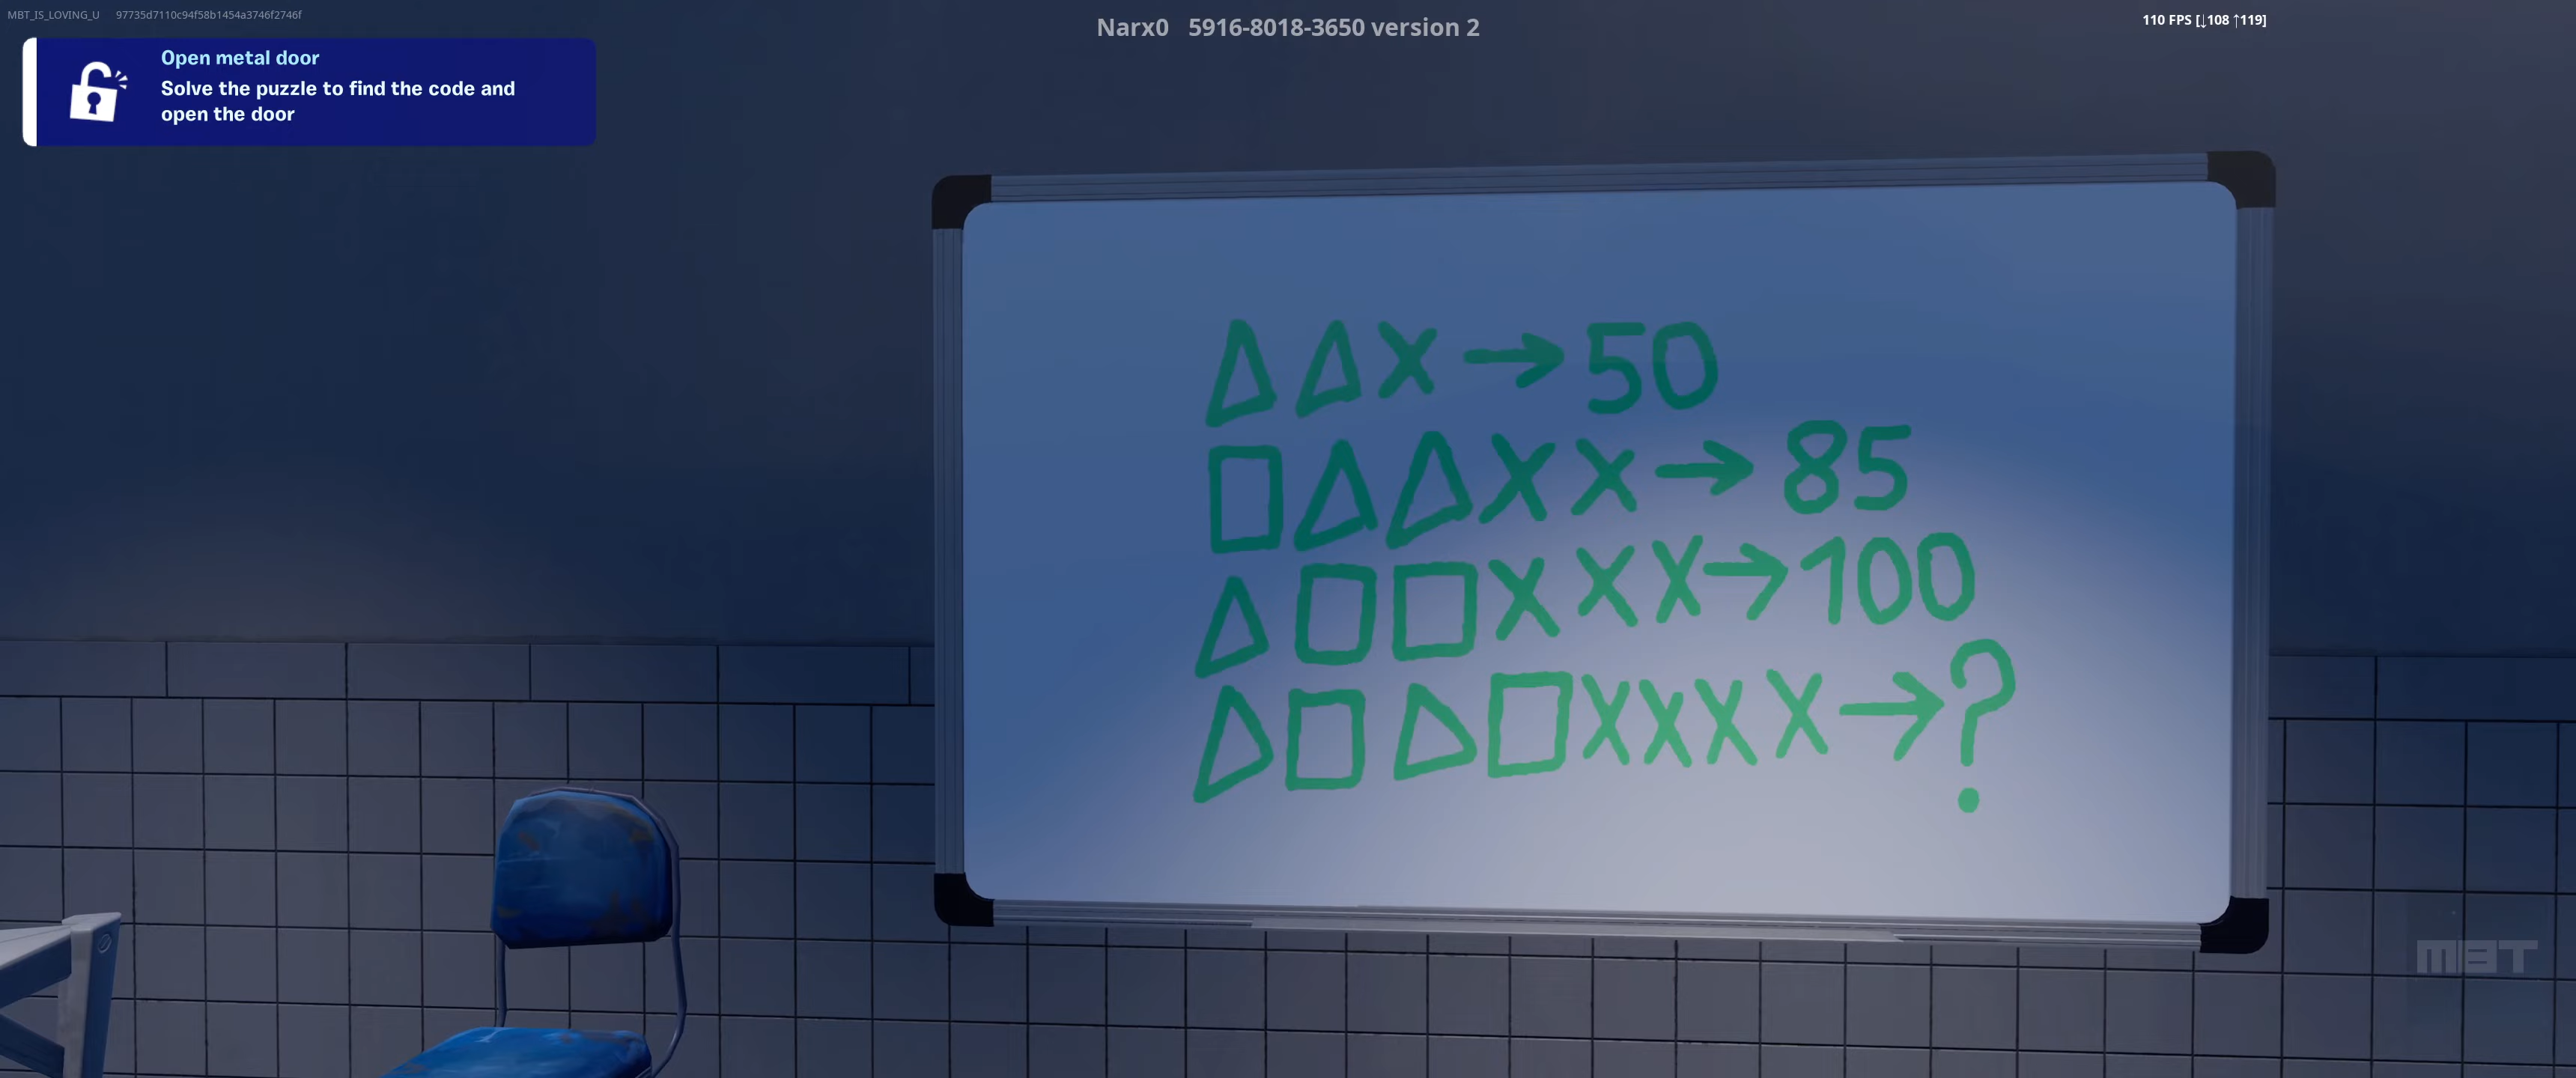 MBT_IS_LOVING_U 97735d7110c94f58b1454a3746f2746f
Narx0 5916-8018-3650 version 2
110 FPS [↓108 ↑119]
Open metal door
Solve the puzzle to find the code and
open the door
△△X→50
□△△XX→85
△□□XXX→100
△□△□XXXX→?
MBT